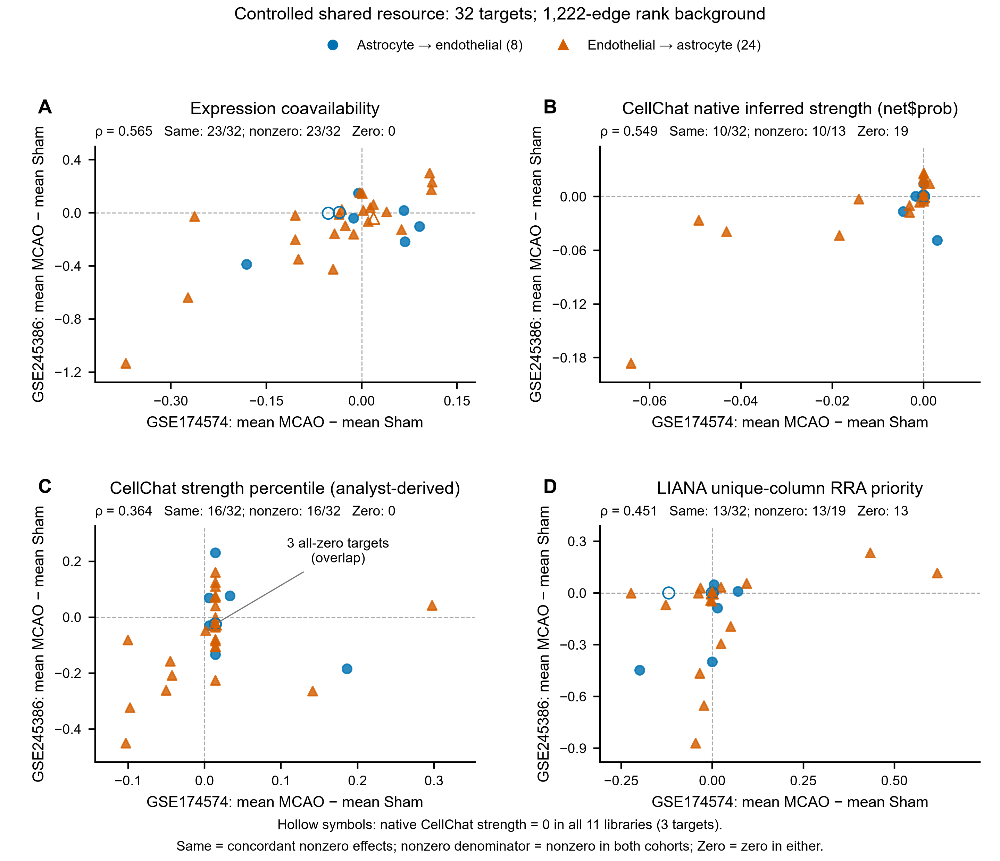 Controlled shared resource: 32 targets; 1,222-edge rank background
Astrocyte → endothelial (8)
Endothelial → astrocyte (24)
A
Expression coavailability
ρ = 0.565 Same: 23/32; nonzero: 23/32 Zero: 0
GSE245386: mean MCAO − mean Sham
0.4
0.0
−0.4
−0.8
−1.2
−0.30
−0.15
0.00
0.15
GSE174574: mean MCAO − mean Sham
B
CellChat native inferred strength (net$prob)
ρ = 0.549 Same: 10/32; nonzero: 10/13 Zero: 19
GSE245386: mean MCAO − mean Sham
0.00
−0.06
−0.12
−0.18
−0.06
−0.04
−0.02
0.00
GSE174574: mean MCAO − mean Sham
C
CellChat strength percentile (analyst-derived)
ρ = 0.364 Same: 16/32; nonzero: 16/32 Zero: 0
GSE245386: mean MCAO − mean Sham
3 all-zero targets
(overlap)
0.2
0.0
−0.2
−0.4
−0.1
0.0
0.1
0.2
0.3
GSE174574: mean MCAO − mean Sham
D
LIANA unique-column RRA priority
ρ = 0.451 Same: 13/32; nonzero: 13/19 Zero: 13
GSE245386: mean MCAO − mean Sham
0.3
0.0
−0.3
−0.6
−0.9
−0.25
0.00
0.25
0.50
GSE174574: mean MCAO − mean Sham
Hollow symbols: native CellChat strength = 0 in all 11 libraries (3 targets).
Same = concordant nonzero effects; nonzero denominator = nonzero in both cohorts; Zero = zero in either.